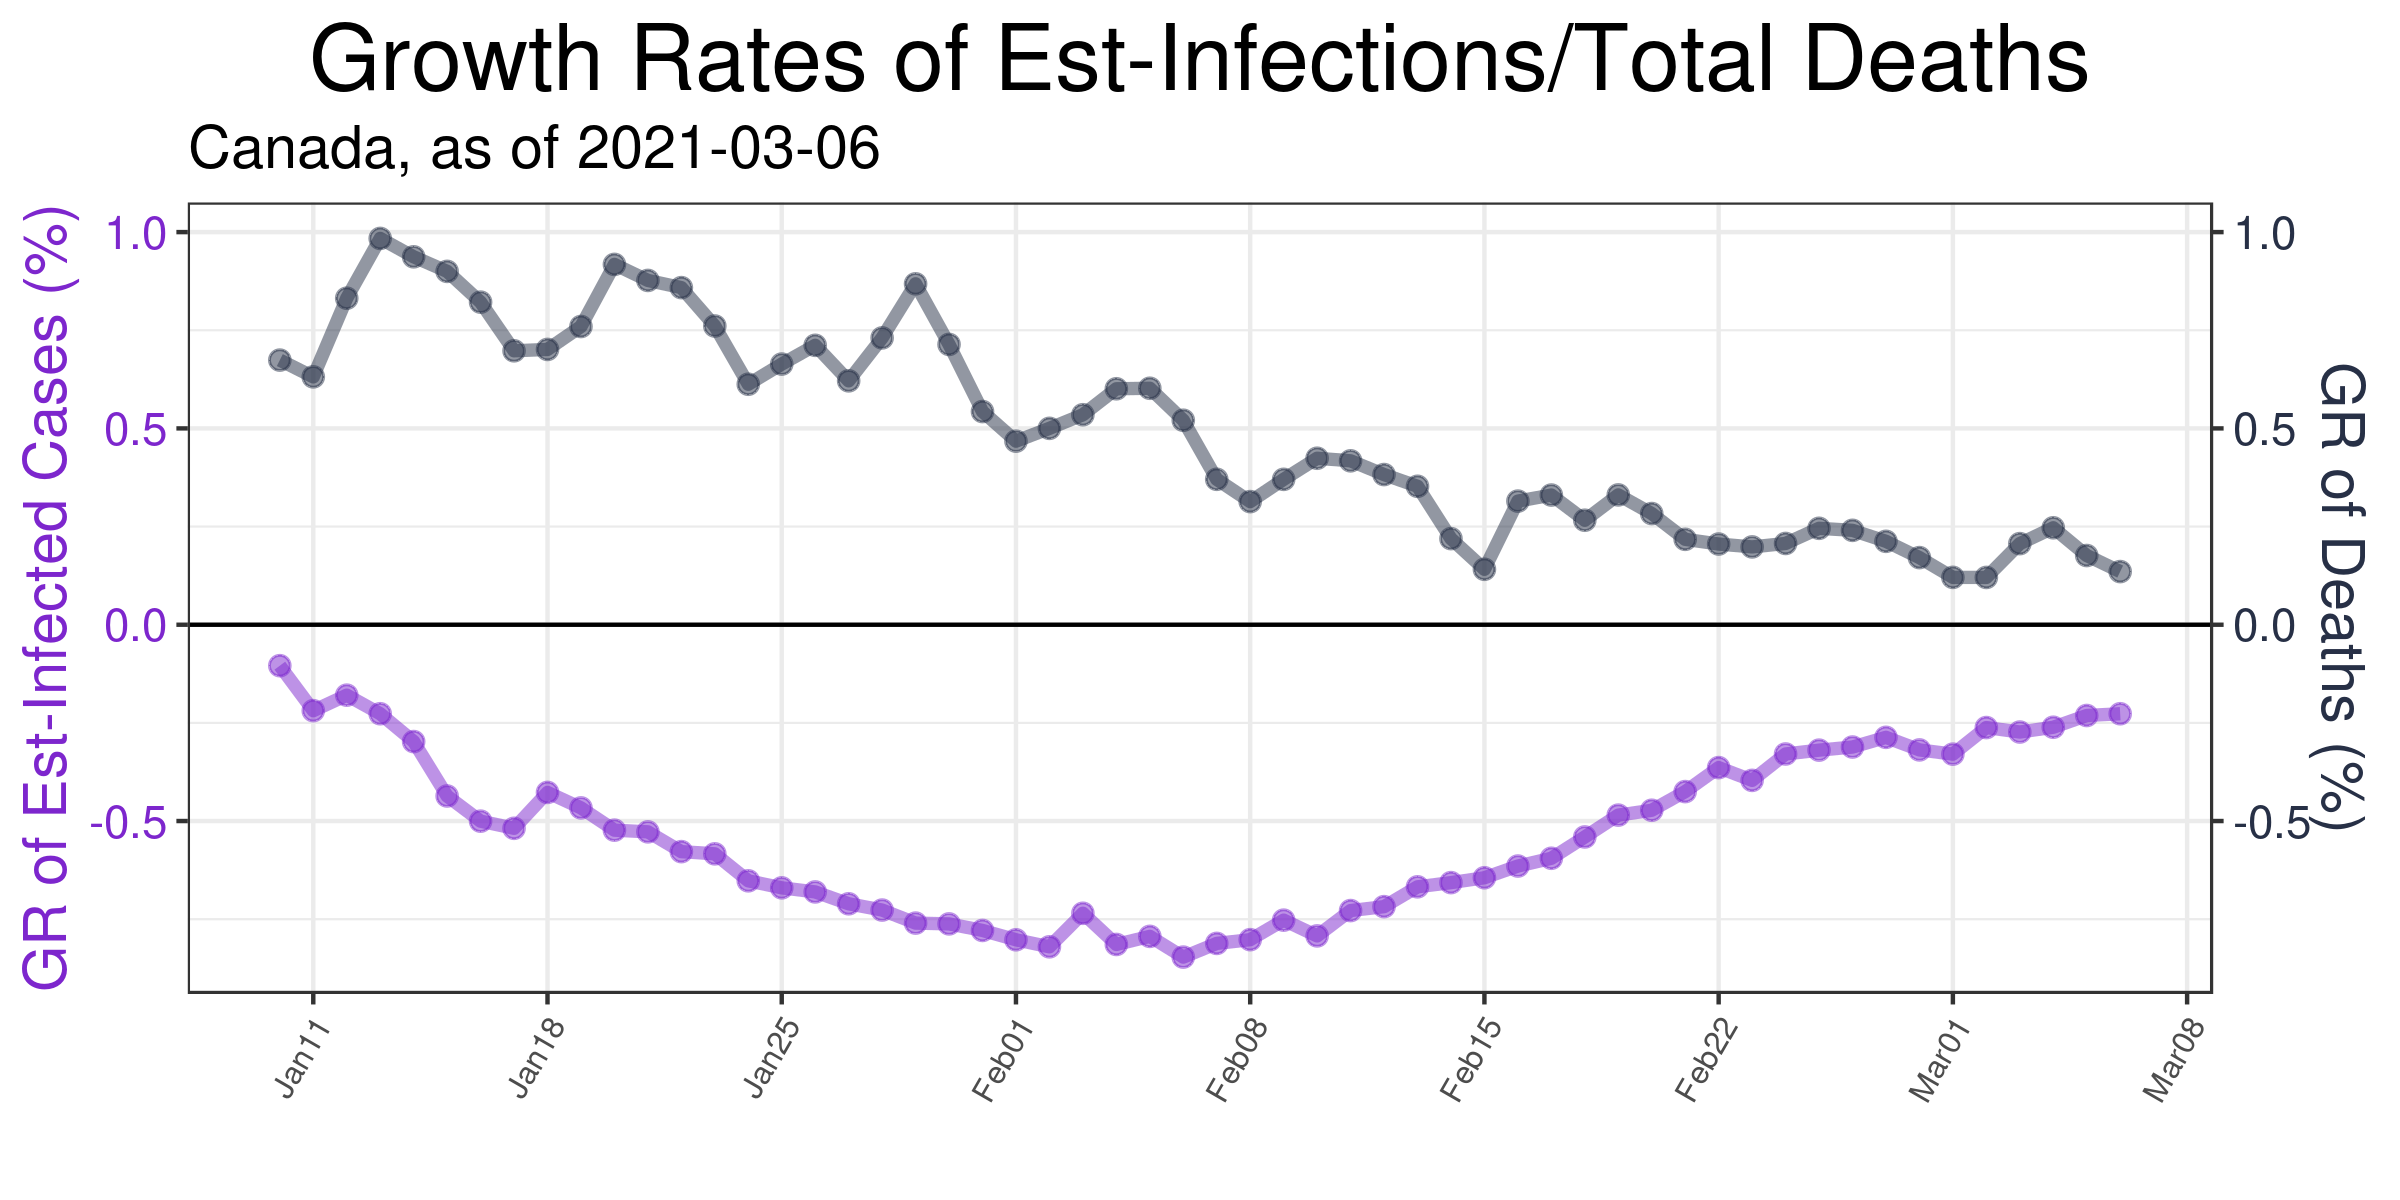 Growth Rates of Est-Infections/Total Deaths
Canada, as of 2021-03-06
GR of Est-Infected Cases (%)
1.0
0.5
0.0
-0.5
1.0
0.5
0.0
-0.5
GR of Deaths (%)
Jan11
Jan18
Jan25
Feb01
Feb08
Feb15
Feb22
Mar01
Mar08